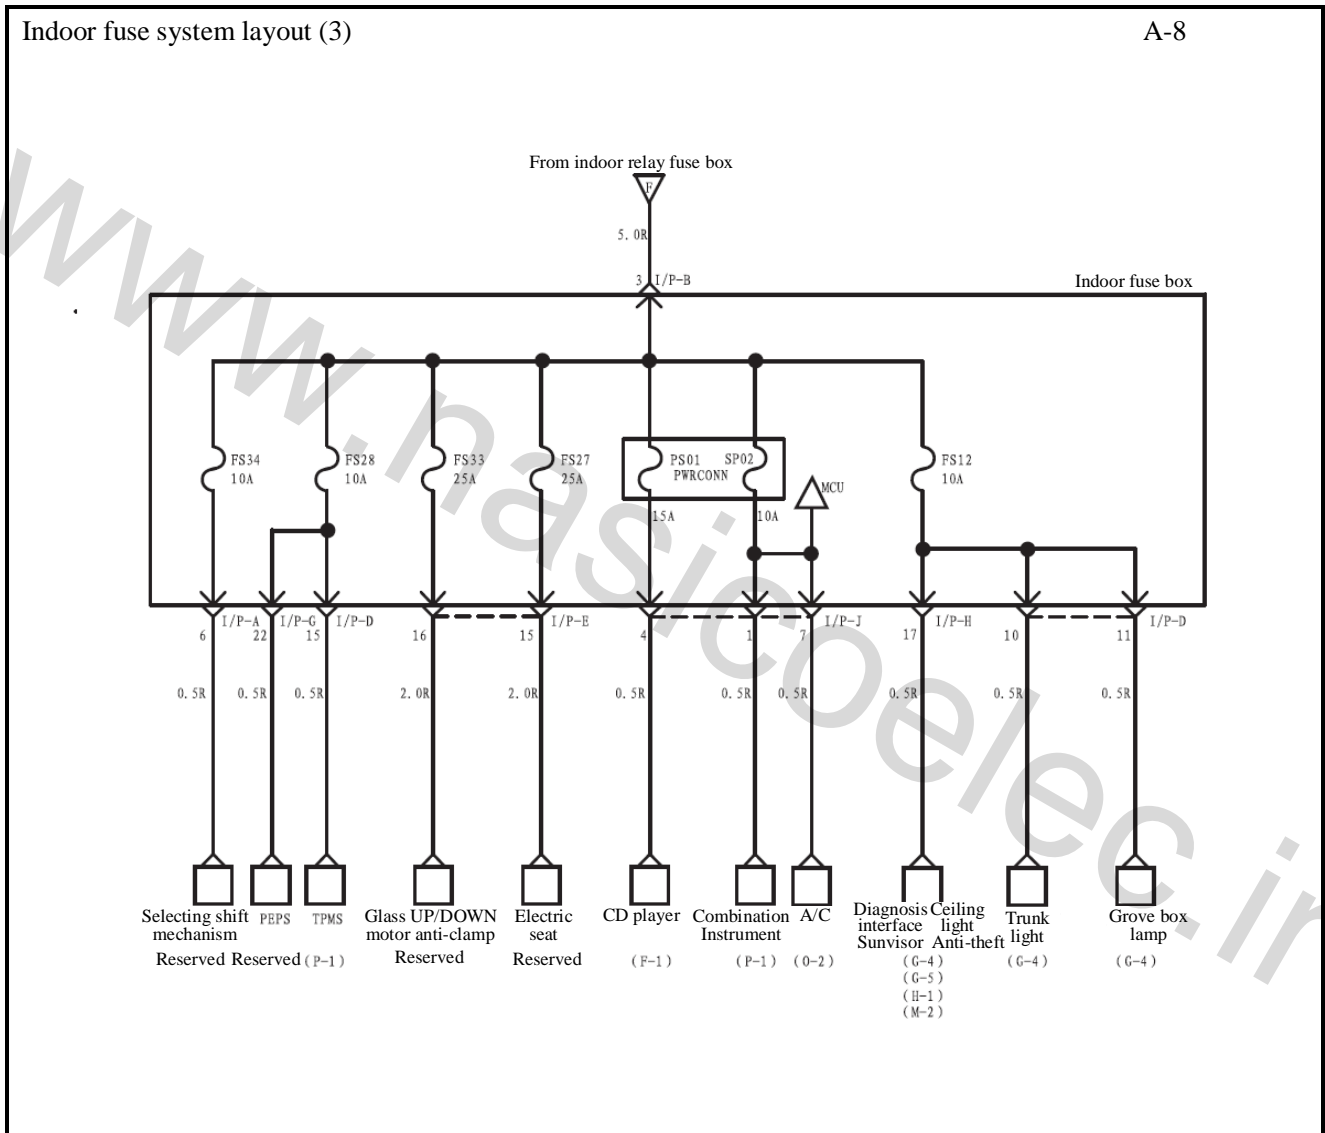 Indoor fuse system layout (3)
A-8
From indoor relay fuse box
F
5. 0R
3 I/P-B
Indoor fuse box
FS34
10A
FS28
10A
FS33
25A
FS27
25A
PS01 SP02
PWRCONN
15A
10A
MCU
FS12
10A
I/P-A I/P-G I/P-D I/P-E I/P-J I/P-H I/P-D
6 22 15 16 15 4 1 7 17 10 11
0. 5R 0. 5R 0. 5R 2. 0R 2. 0R 0. 5R 0. 5R 0. 5R 0. 5R 0. 5R 0. 5R
Selecting shift
mechanism
Reserved
PEPS
Reserved
TPMS
(P-1)
Glass UP/DOWN
motor anti-clamp
Reserved
Electric
seat
Reserved
CD player
(F-1)
Combination
Instrument
(P-1)
A/C
(O-2)
Diagnosis Ceiling
interface light
Sunvisor Anti-theft
(G-4)
(G-5)
(H-1)
(M-2)
Trunk
light
(G-4)
Grove box
lamp
(G-4)
www.nasicoelec.ir